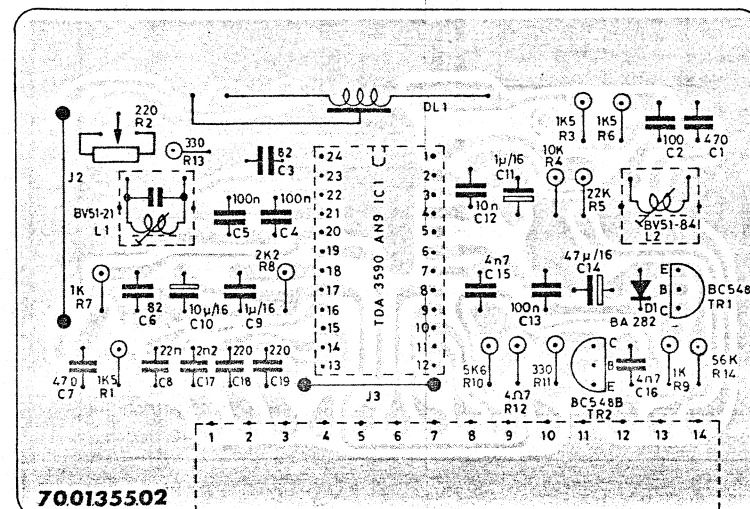 DL1
220
R2
330
R13
82
C3
J2
BV51-21
L1
100n
C5
100n
C4
2K2
R8
1K
R7
82
C6
10µ/16
C10
1µ/16
C9
470
C7
1K5
R1
22n
C8
2n2
C17
220
C18
220
C19
24
23
22
21
20
19
18
17
16
15
14
13
TDA 3590 AN9 IC1
1
2
3
4
5
6
7
8
9
10
11
12
J3
10n
C12
1µ/16
C11
10K
R4
22K
R5
1K5
R3
1K5
R6
100
C2
470
C1
BV51-84
L2
4n7
C15
100n
C13
47µ/16
C14
D1
BA 282
E
B
C
BC548
TR1
5K6
R10
4Ω7
R12
330
R11
C
B
E
BC548B
TR2
4n7
C16
1K
R9
56K
R14
1 2 3 4 5 6 7 8 9 10 11 12 13 14
70.01355.02